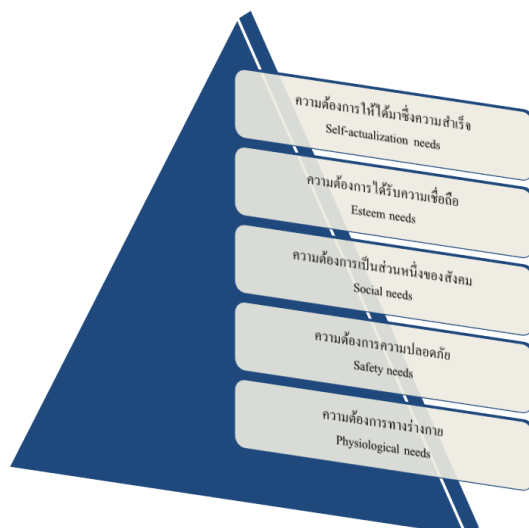 ความต้องการให้ได้มาซึ่งความสำเร็จ
Self-actualization needs
ความต้องการได้รับความเชื่อถือ
Esteem needs
ความต้องการเป็นส่วนหนึ่งของสังคม
Social needs
ความต้องการความปลอดภัย
Safety needs
ความต้องการทางร่างกาย
Physiological needs